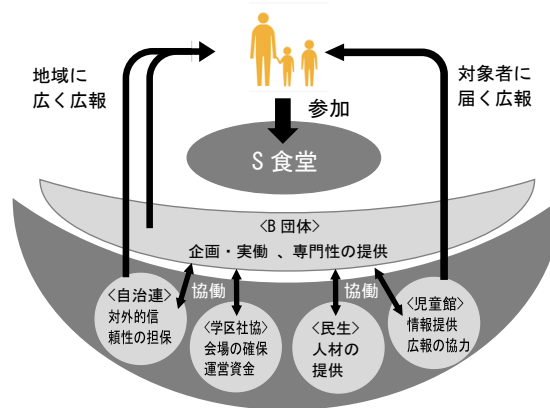 地域に
広く広報
対象者に
届く広報
参加
S 食堂
〈B 団体〉
企画・実働 、専門性の提供
協働
協働
〈自治連〉
対外的信
頼性の担保
〈学区社協〉
会場の確保
運営資金
〈民生〉
人材の
提供
〈児童館〉
情報提供
広報の協力